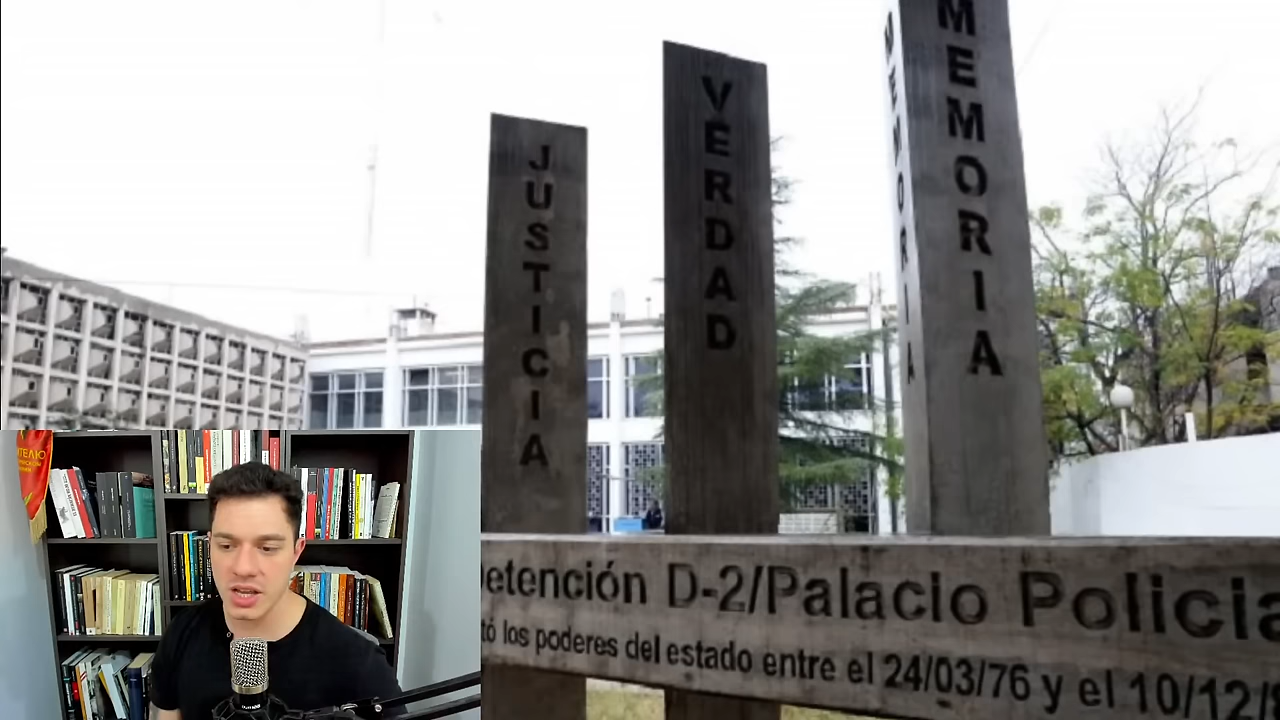 JUSTICIA
VERDAD
MEMORIA
MEMORIA
etención D-2/Palacio Policia
tó los poderes del estado entre el 24/03/76 y el 10/12/8